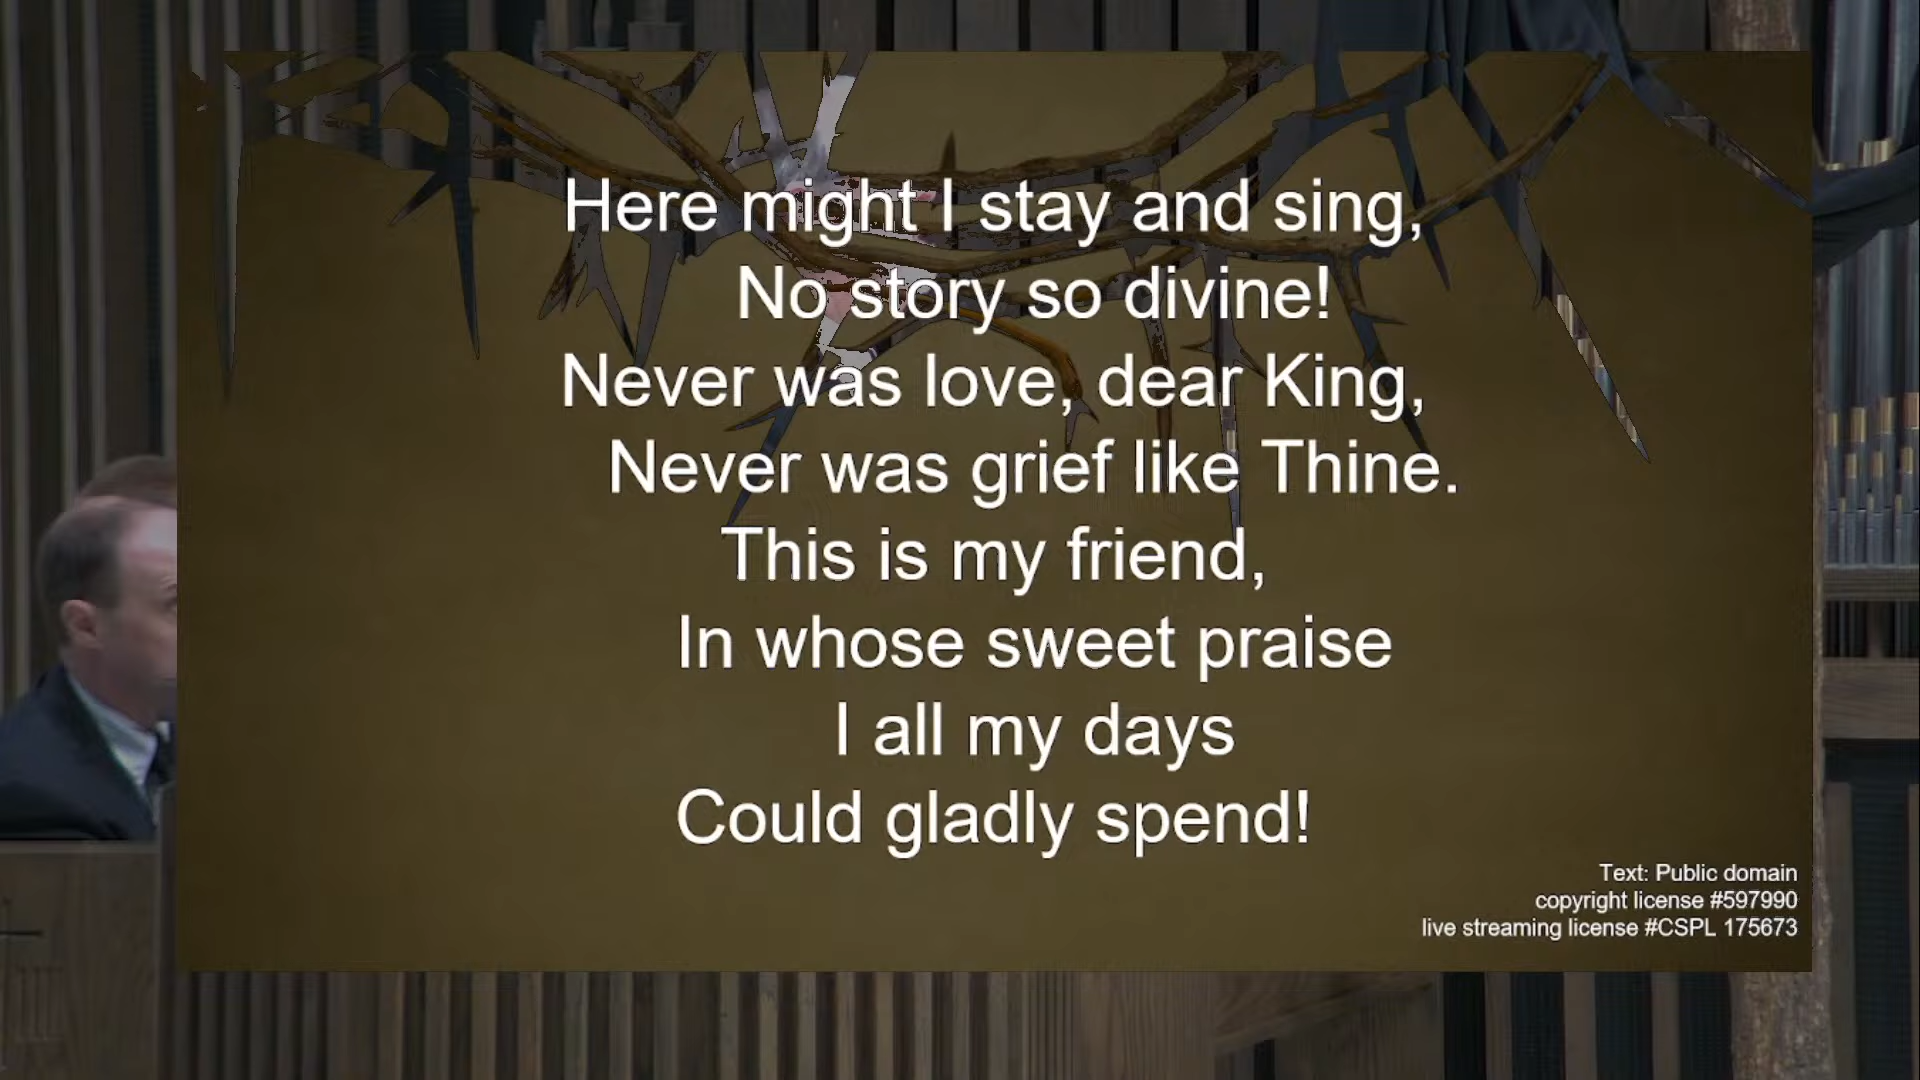 Here might I stay and sing,
No story so divine!
Never was love, dear King,
Never was grief like Thine.
This is my friend,
In whose sweet praise
I all my days
Could gladly spend!
Text: Public domain
copyright license #597990
live streaming license #CSPL 175673